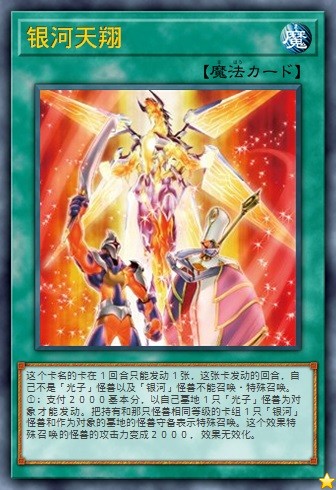 银河天翔
魔
【魔法カード】
这个卡名的卡在1回合只能发动1张，这张卡发动的回合，自
己不是「光子」怪兽以及「银河」怪兽不能召唤·特殊召唤。
①：支付2000基本分，以自己墓地1只「光子」怪兽为对
象才能发动。把持有和那只怪兽相同等级的卡组1只「银河」
怪兽和作为对象的墓地的怪兽守备表示特殊召唤。这个效果特
殊召唤的怪兽的攻击力变成2000，效果无效化。